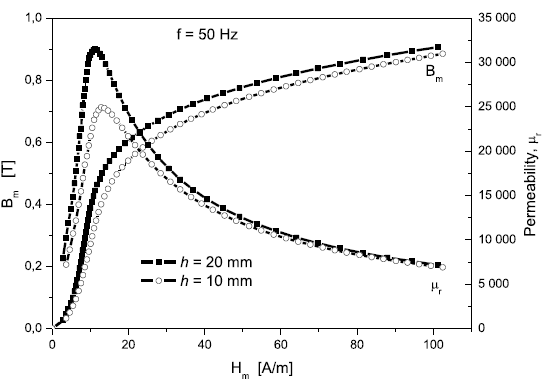 f = 50 Hz
1,0
0,8
0,6
0,4
0,2
0,0
B_m [T]
35 000
30 000
25 000
20 000
15 000
10 000
5 000
0
Permeability, μ_r
B_m
μ_r
h = 20 mm
h = 10 mm
0 20 40 60 80 100
H_m [A/m]